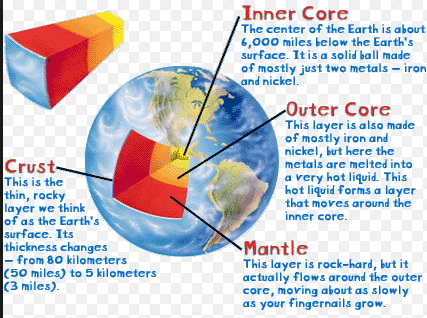 Inner Core
The center of the Earth is about
6,000 miles below the Earth's
surface. It is a solid ball made
of mostly just two metals — iron
and nickel.
Outer Core
This layer is also made
of mostly iron and
nickel, but here the
metals are melted into
a very hot liquid. This
hot liquid forms a layer
that moves around the
inner core.
Crust
This is the
thin, rocky
layer we think
of as the Earth's
surface. Its
thickness changes
— from 80 kilometers
(50 miles) to 5 kilometers
(3 miles).
Mantle
This layer is rock-hard, but it
actually flows around the outer
core, moving about as slowly
as your fingernails grow.